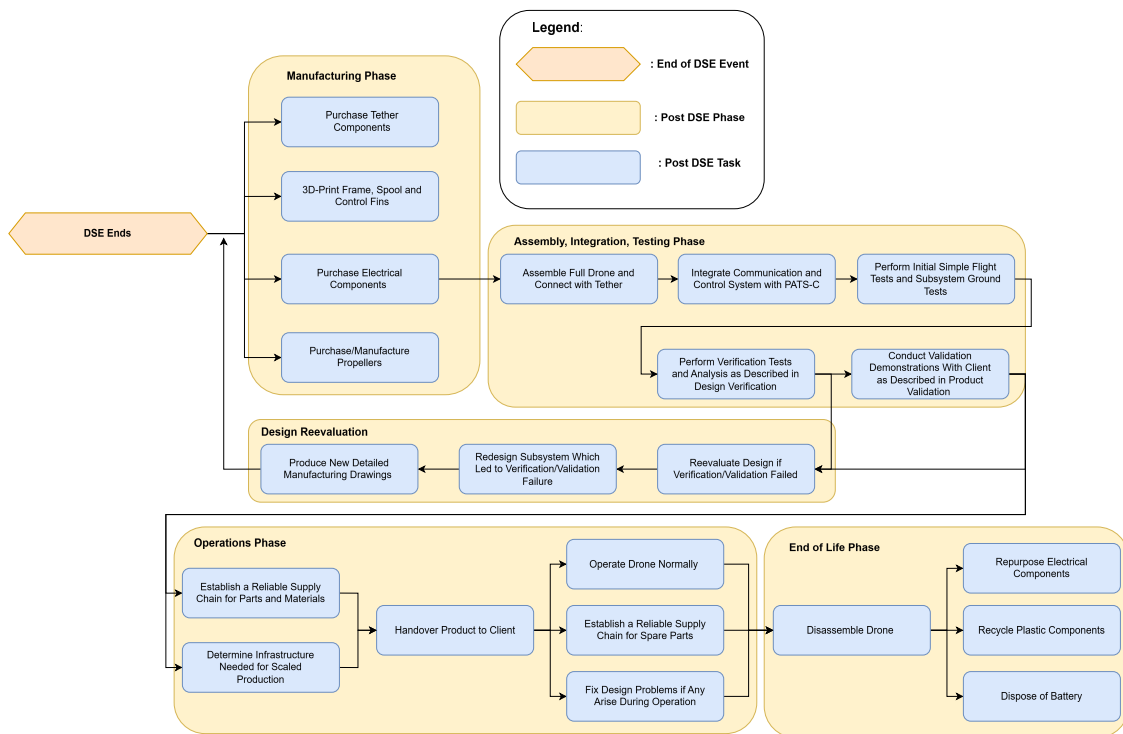 Legend:
: End of DSE Event
: Post DSE Phase
: Post DSE Task
Manufacturing Phase
Purchase Tether
Components
3D-Print Frame, Spool and
Control Fins
DSE Ends
Purchase Electrical
Components
Purchase/Manufacture
Propellers
Assembly, Integration, Testing Phase
Assemble Full Drone and
Connect with Tether
Integrate Communication and
Control System with PATS-C
Perform Initial Simple Flight
Tests and Subsystem Ground
Tests
Perform Verification Tests
and Analysis as Described in
Design Verification
Conduct Validation
Demonstrations With Client
as Described in Product
Validation
Design Reevaluation
Produce New Detailed
Manufacturing Drawings
Redesign Subsystem Which
Led to Verification/Validation
Failure
Reevaluate Design if
Verification/Validation Failed
Operations Phase
Establish a Reliable Supply
Chain for Parts and Materials
Determine Infrastructure
Needed for Scaled
Production
Handover Product to Client
Operate Drone Normally
Establish a Reliable Supply
Chain for Spare Parts
Fix Design Problems if Any
Arise During Operation
End of Life Phase
Disassemble Drone
Repurpose Electrical
Components
Recycle Plastic Components
Dispose of Battery